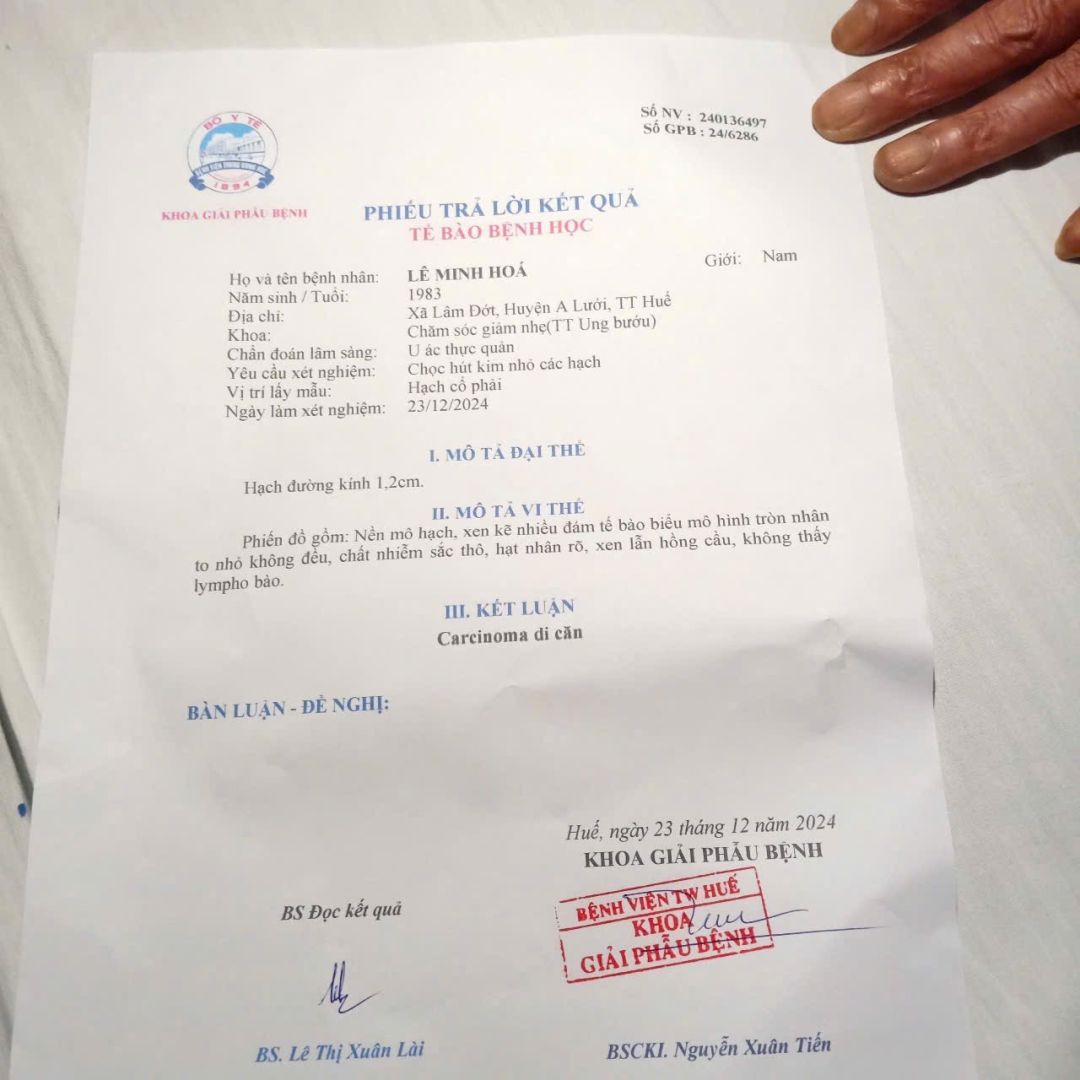 BỘ Y TẾ
BỆNH VIỆN TRUNG ƯƠNG HUẾ
1894
KHOA GIẢI PHẪU BỆNH
Số NV : 240136497
Số GPB : 24/6286
PHIẾU TRẢ LỜI KẾT QUẢ
TẾ BÀO BỆNH HỌC
Họ và tên bệnh nhân: LÊ MINH HOÁ Giới: Nam
Năm sinh / Tuổi: 1983
Địa chỉ: Xã Lâm Đớt, Huyện A Lưới, TT Huế
Khoa: Chăm sóc giảm nhẹ(TT Ung bướu)
Chẩn đoán lâm sàng: U ác thực quản
Yêu cầu xét nghiệm: Chọc hút kim nhỏ các hạch
Vị trí lấy mẫu: Hạch cổ phải
Ngày làm xét nghiệm: 23/12/2024
I. MÔ TẢ ĐẠI THỂ
Hạch đường kính 1,2cm.
II. MÔ TẢ VI THỂ
Phiến đồ gồm: Nền mô hạch, xen kẽ nhiều đám tế bào biểu mô hình tròn nhân
to nhỏ không đều, chất nhiễm sắc thô, hạt nhân rõ, xen lẫn hồng cầu, không thấy
lympho bào.
III. KẾT LUẬN
Carcinoma di căn
BÀN LUẬN - ĐỀ NGHỊ:
Huế, ngày 23 tháng 12 năm 2024
KHOA GIẢI PHẪU BỆNH
BS Đọc kết quả
BỆNH VIỆN TW HUẾ
KHOA
GIẢI PHẪU BỆNH
BS. Lê Thị Xuân Lài
BSCKI. Nguyễn Xuân Tiến